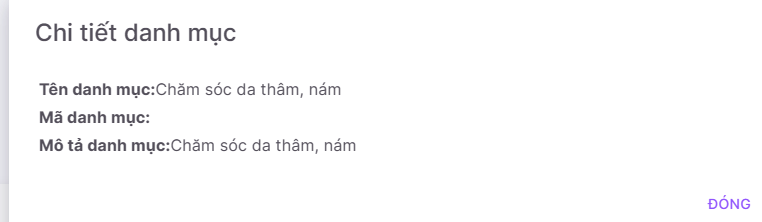 Chi tiết danh mục
Tên danh mục:Chăm sóc da thâm, nám
Mã danh mục:
Mô tả danh mục:Chăm sóc da thâm, nám
ĐÓNG